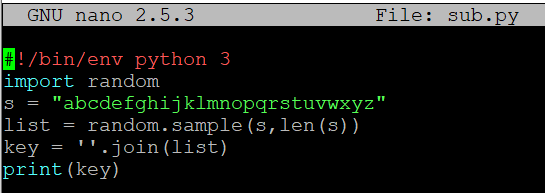 GNU nano 2.5.3 File: sub.py
#!/bin/env python 3
import random
s = "abcdefghijklmnopqrstuvwxyz"
list = random.sample(s,len(s))
key = ''.join(list)
print(key)